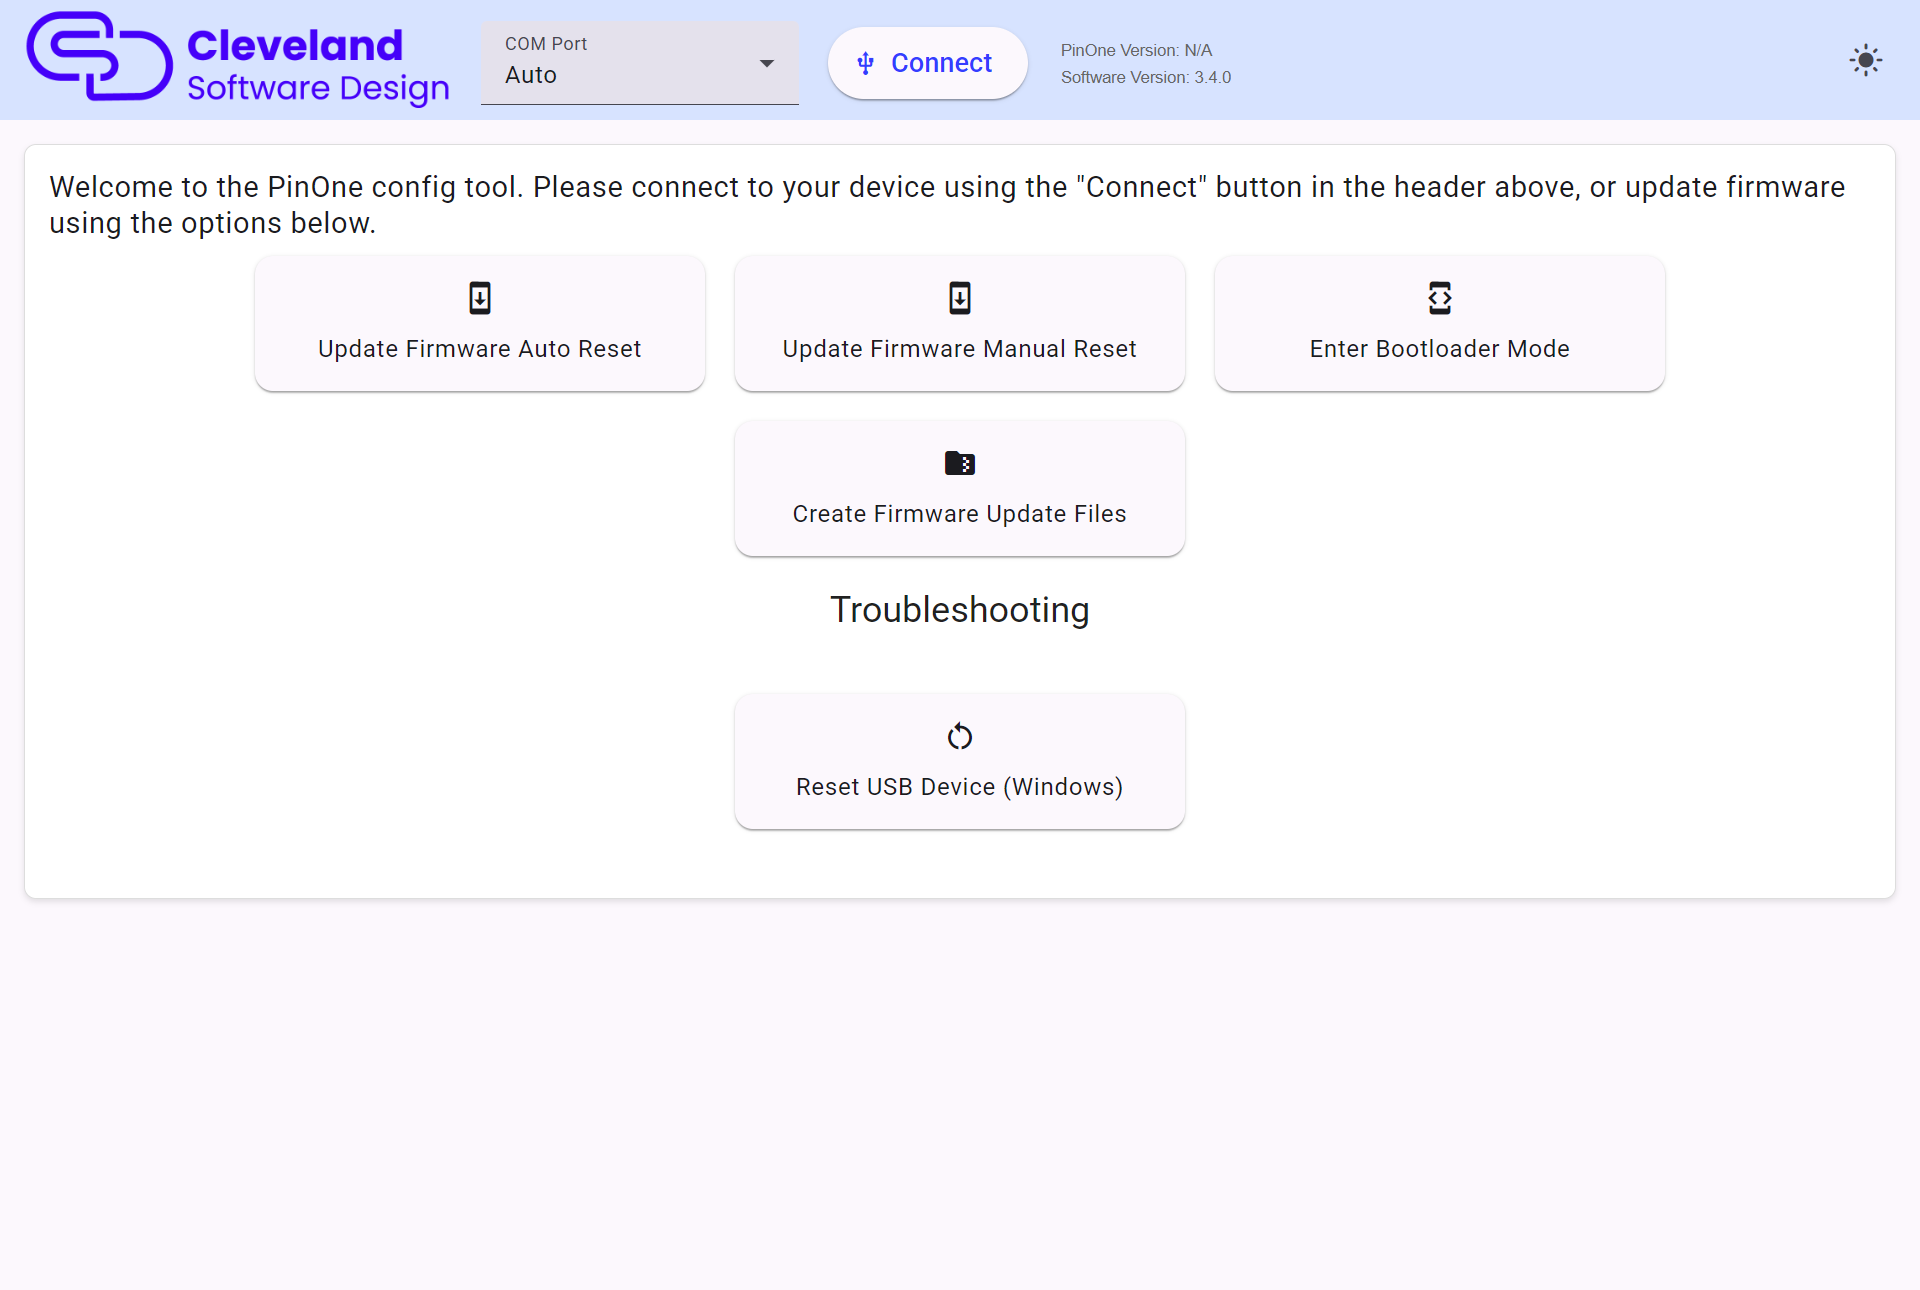 Cleveland
Software Design
COM Port
Auto
Connect
PinOne Version: N/A
Software Version: 3.4.0
Welcome to the PinOne config tool. Please connect to your device using the "Connect" button in the header above, or update firmware
using the options below.
Update Firmware Auto Reset
Update Firmware Manual Reset
Enter Bootloader Mode
Create Firmware Update Files
Troubleshooting
Reset USB Device (Windows)